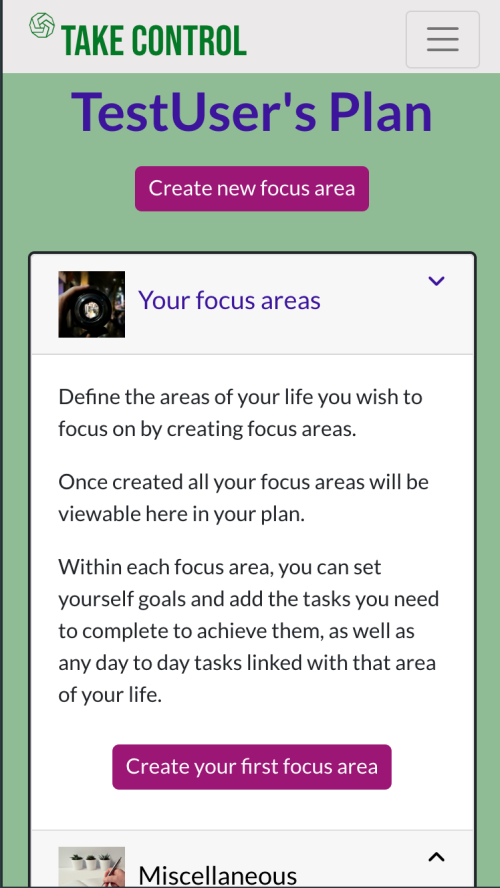 TAKE CONTROL
TestUser's Plan
Create new focus area
Your focus areas
Define the areas of your life you wish to
focus on by creating focus areas.
Once created all your focus areas will be
viewable here in your plan.
Within each focus area, you can set
yourself goals and add the tasks you need
to complete to achieve them, as well as
any day to day tasks linked with that area
of your life.
Create your first focus area
Miscellaneous